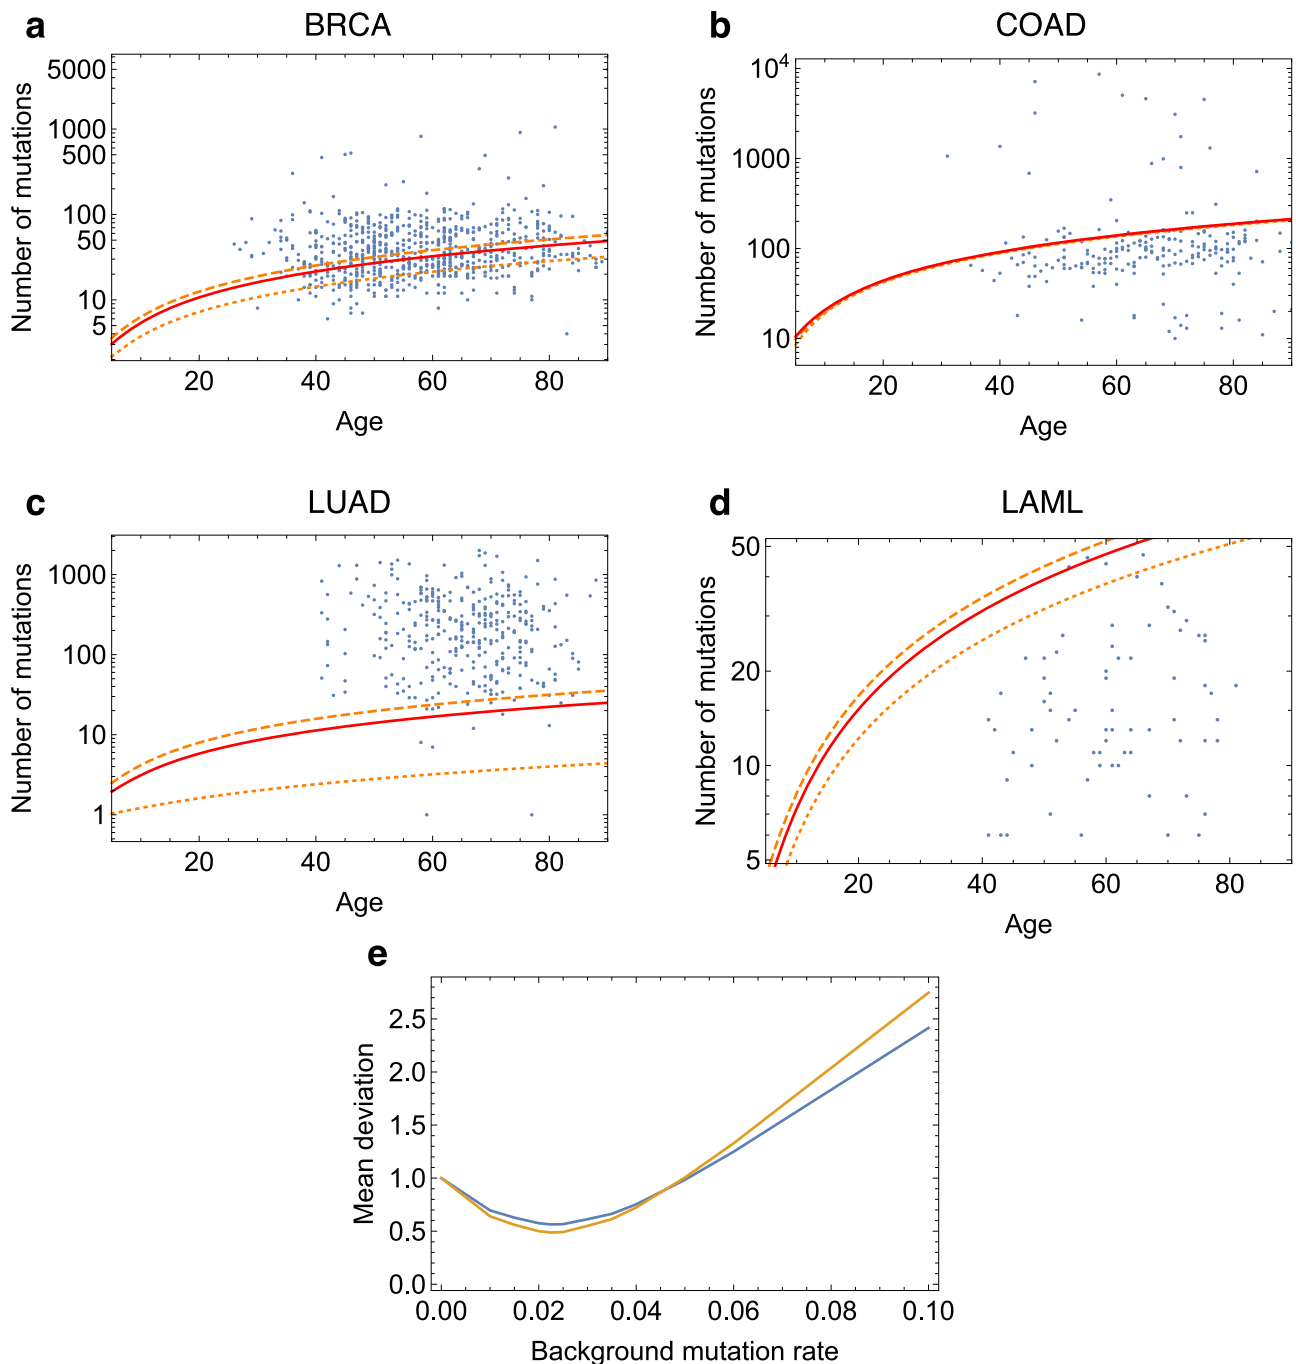 a
BRCA
Number of mutations
5000
1000
500
100
50
10
5
20
40
60
80
Age
b
COAD
Number of mutations
10⁴
1000
100
10
20
40
60
80
Age
c
LUAD
Number of mutations
1000
100
10
1
20
40
60
80
Age
d
LAML
Number of mutations
50
20
10
5
20
40
60
80
Age
e
Mean deviation
2.5
2.0
1.5
1.0
0.5
0.0
0.00
0.02
0.04
0.06
0.08
0.10
Background mutation rate